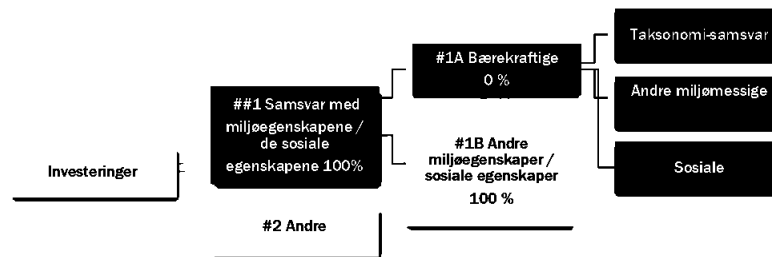 Investeringer
##1 Samsvar med
miljøegenskapene /
de sosiale
egenskapene 100%
#2 Andre
#1A Bærekraftige
0 %
#1B Andre
miljøegenskaper /
sosiale egenskaper
100 %
Taksonomi-samsvar
Andre miljømessige
Sosiale